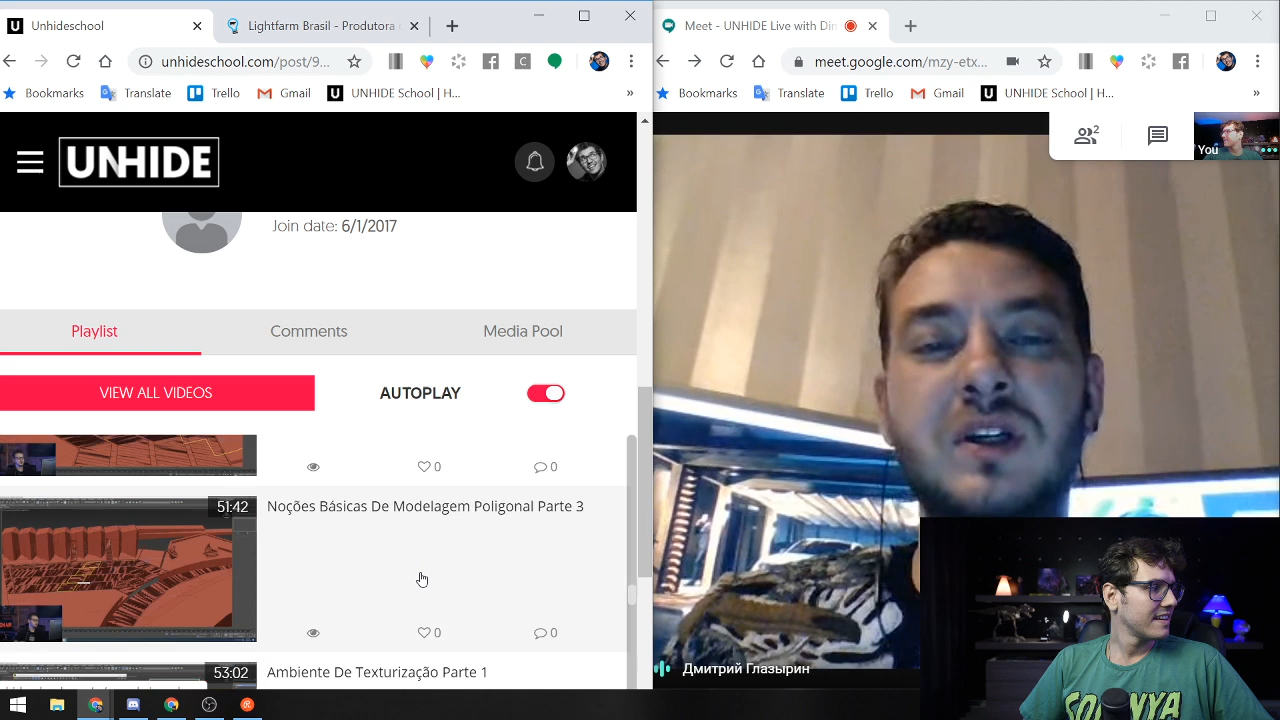 Unhideschool
Lightfarm Brasil - Produtora
unhideschool.com/post/9...
Bookmarks Translate Trello Gmail UNHIDE School | H...
UNHIDE
Join date: 6/1/2017
Playlist
Comments
Media Pool
VIEW ALL VIDEOS
AUTOPLAY
0
0
51:42
Noções Básicas De Modelagem Poligonal Parte 3
0
0
53:02
Ambiente De Texturização Parte 1
Meet - UNHIDE Live with Din
meet.google.com/mzy-etx...
Bookmarks Translate Trello Gmail UNHIDE School | H...
2
You
Дмитрий Глазырин